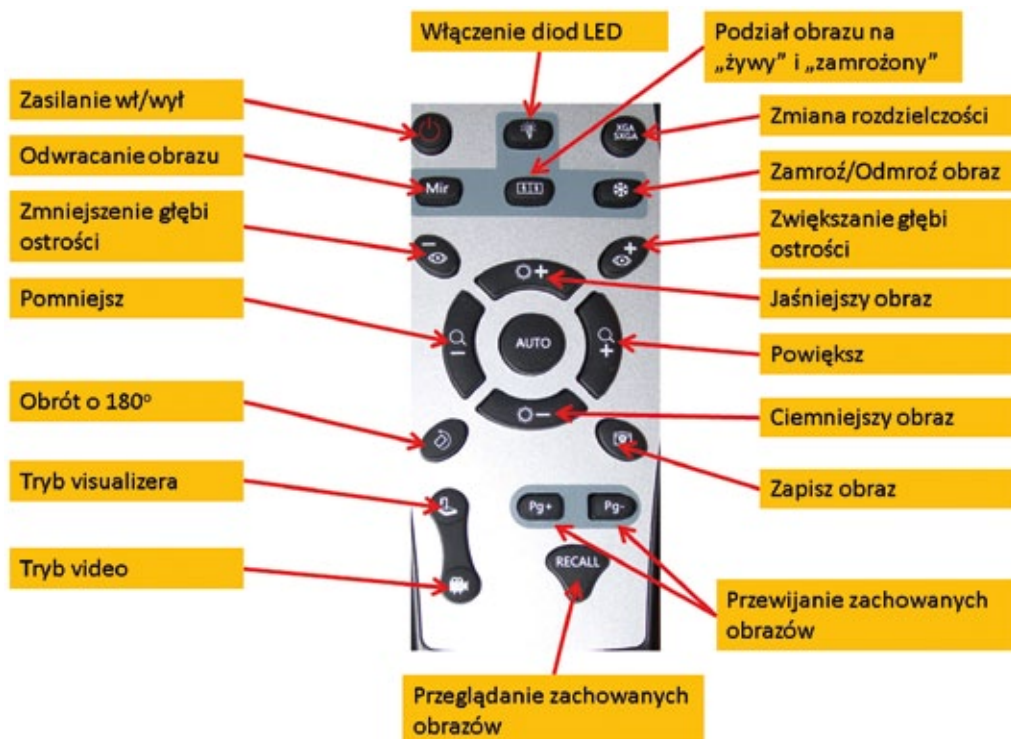 Włączenie diod LED
Podział obrazu na
„żywy” i „zamrożony”
Zasilanie wł/wył
Zmiana rozdzielczości
XGA
SXGA
Odwracanie obrazu
Mir
Zamroź/Odmroź obraz
Zmniejszenie głębi
ostrości
Zwiększanie głębi
ostrości
Pomniejsz
Jaśniejszy obraz
AUTO
Powiększ
Obrót o 180°
Ciemniejszy obraz
Tryb visualizera
Zapisz obraz
Pg+
Pg-
Tryb video
RECALL
Przewijanie zachowanych
obrazów
Przeglądanie zachowanych
obrazów